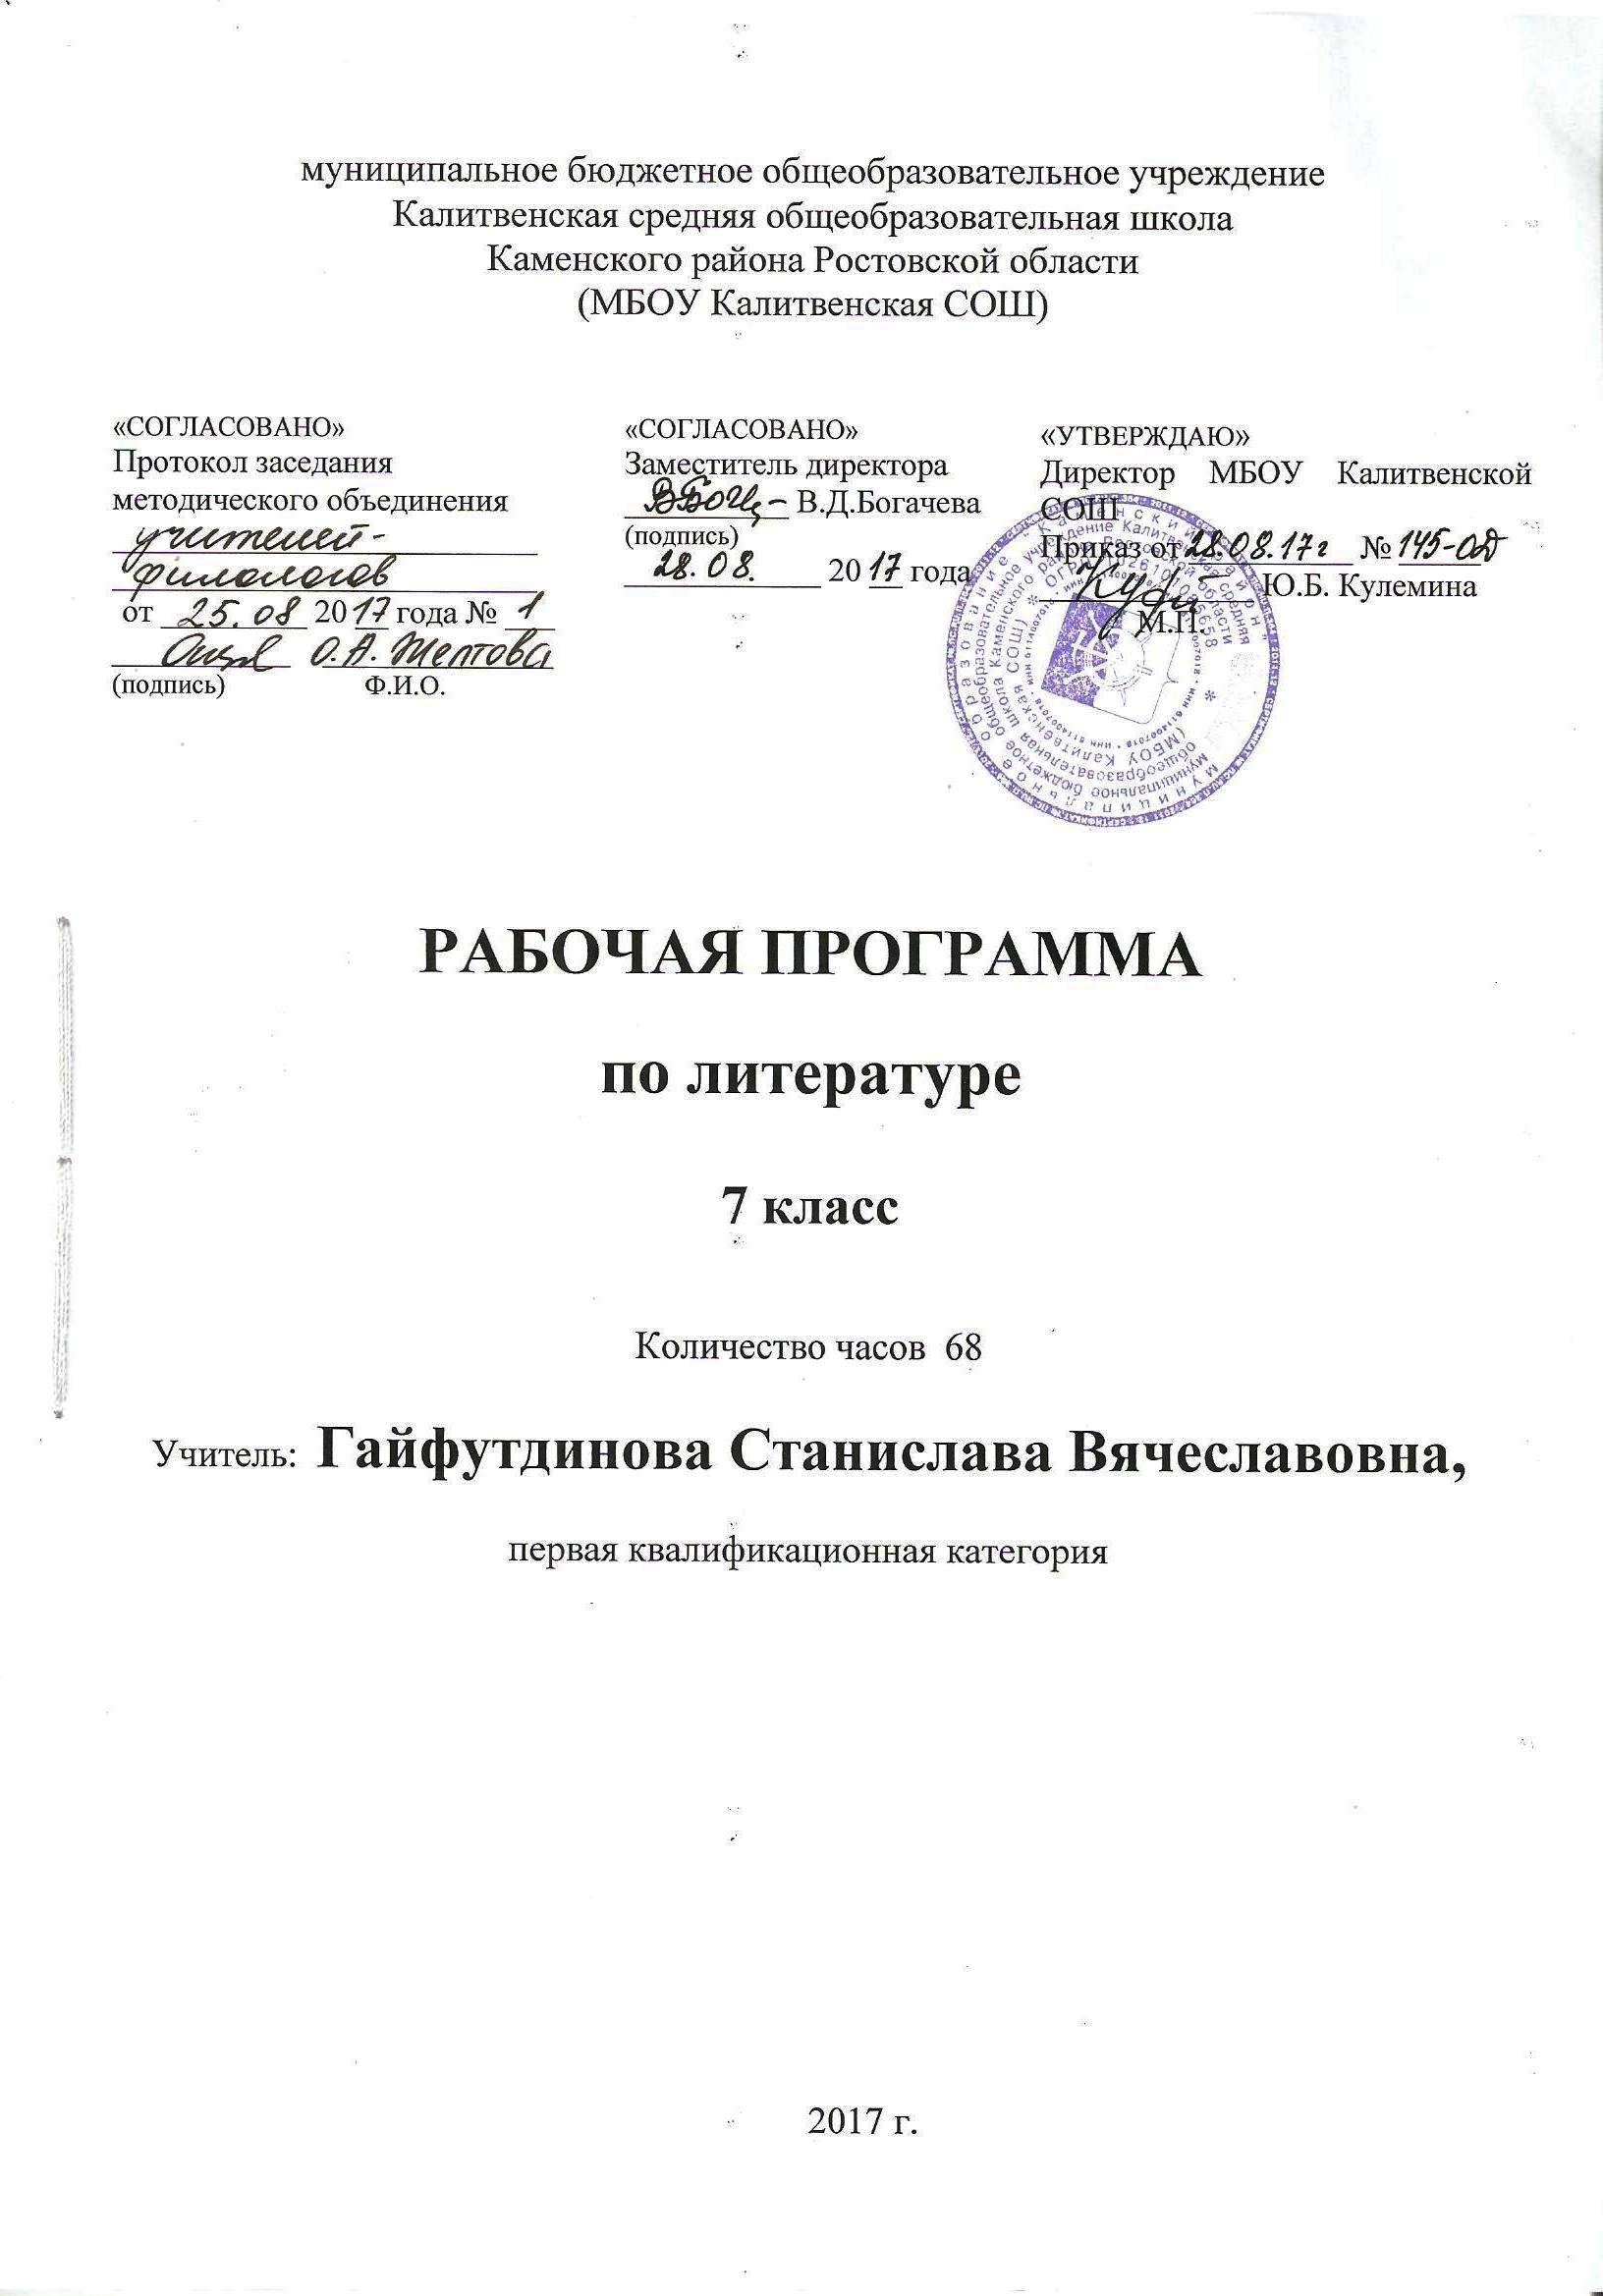 муниципальное бюджетное общеобразовательное учреждение
Калитвенская средняя общеобразовательная школа
Каменского района Ростовской области
(МБОУ Калитвенская СОШ)
«СОГЛАСОВАНО»
Протокол заседания
методического объединения
учителей-
филологов
от 25.08 2017 года № 1
О.А. Желтова
(подпись) Ф.И.О.
«СОГЛАСОВАНО»
Заместитель директора
В.Д.Богачева
(подпись)
28.08. 2017 года
«УТВЕРЖДАЮ»
Директор МБОУ Калитвенской
СОШ
Приказ от 28.08.17г № 145-ОД
Ю.Б. Кулемина
М.П.
РАБОЧАЯ ПРОГРАММА
по литературе
7 класс
Количество часов 68
Учитель: Гайфутдинова Станислава Вячеславовна,
первая квалификационная категория
2017 г.